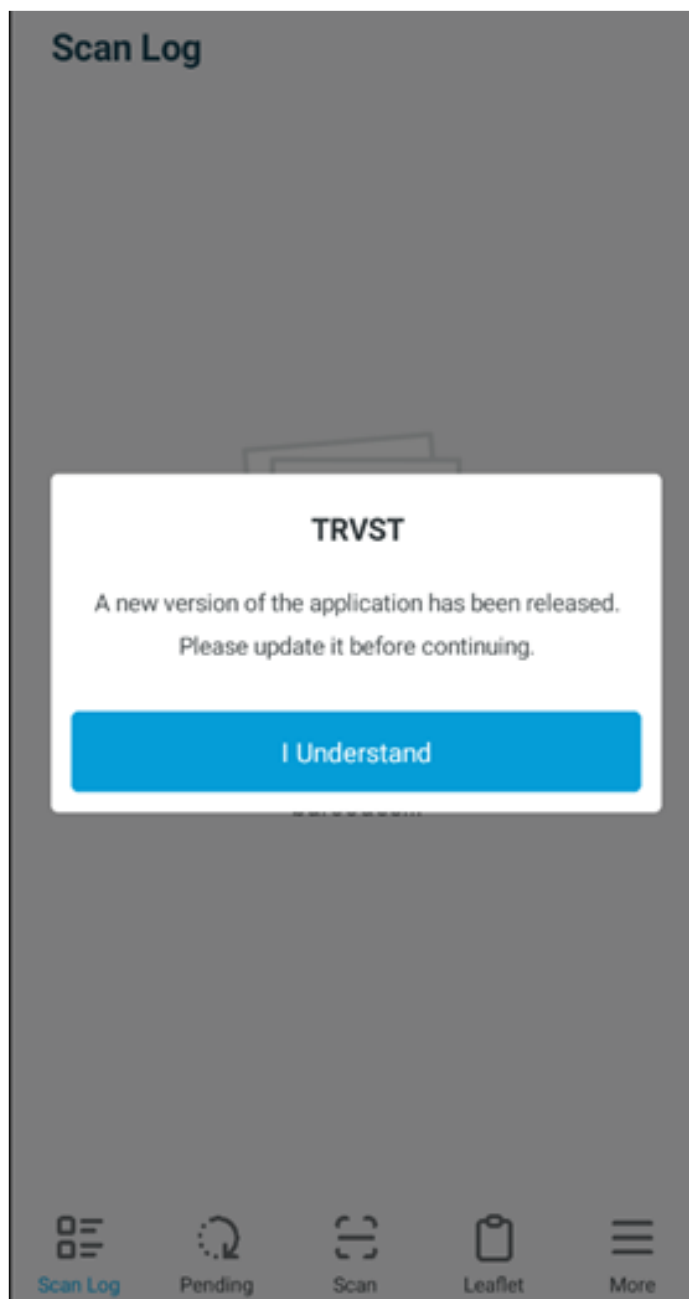 Scan Log
TRVST
A new version of the application has been released.
Please update it before continuing.
I Understand
Scan Log
Pending
Scan
Leaflet
More